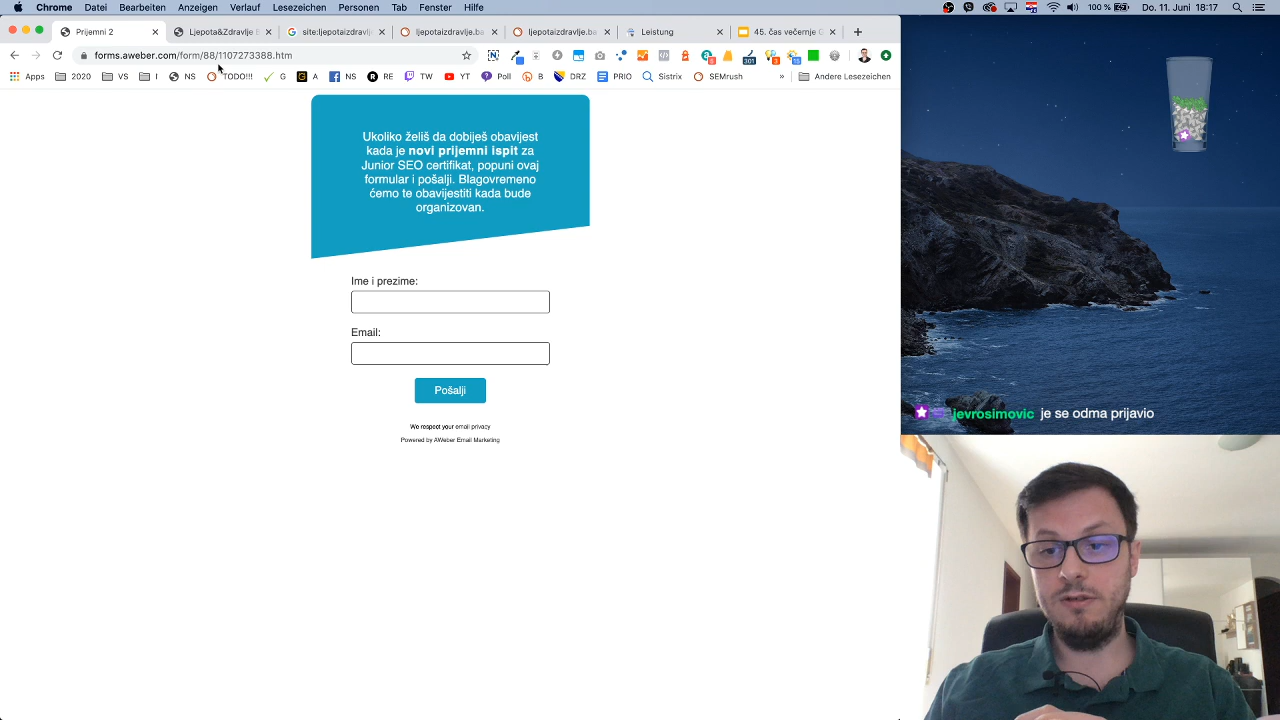 Chrome Datei Bearbeiten Anzeigen Verlauf Lesezeichen Personen Tab Fenster Hilfe
100 % Do. 11. Juni 18:17
Prijemni 2
Ljepota&Zdravlje
site:ljepotaizdravlj
ljepotaizdravlje.ba
ljepotaizdravlje.ba
Leistung
45. čas večernje
forms.aweber.com/form/88/1107273388.htm
Apps 2020 VS I NS TODO!!! G A NS RE TW YT Poll B DRZ PRIO Sistrix SEMrush » Andere Lesezeichen
Ukoliko želiš da dobiješ obavijest
kada je novi prijemni ispit za
Junior SEO certifikat, popuni ovaj
formular i pošalji. Blagovremeno
ćemo te obavijestiti kada bude
organizovan.
Ime i prezime:
Email:
Pošalji
We respect your email privacy
Powered by AWeber Email Marketing
jevrosimovic je se odma prijavio